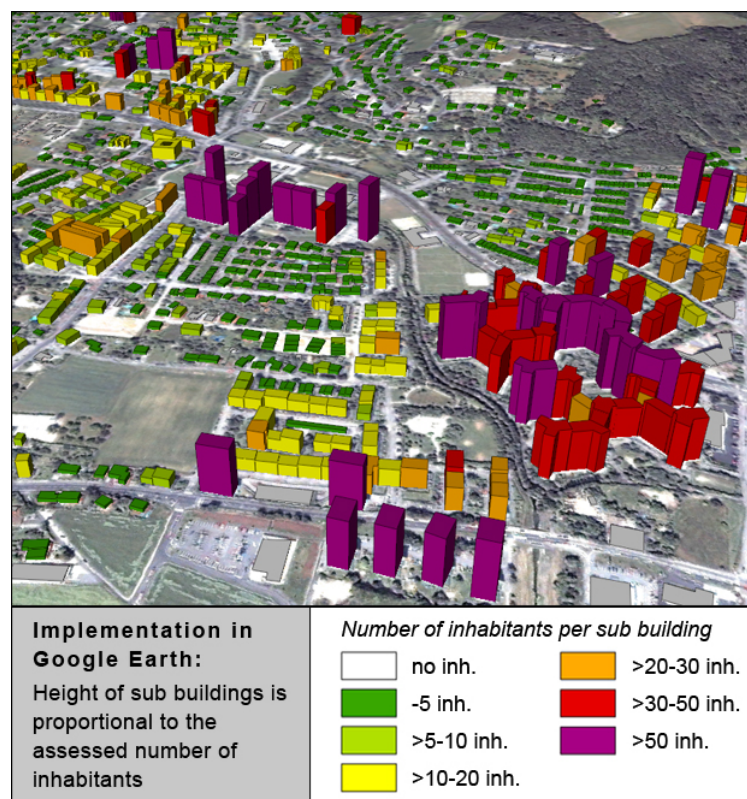 Implementation in
Google Earth:
Height of sub buildings is
proportional to the
assessed number of
inhabitants
Number of inhabitants per sub building
no inh.
-5 inh.
>5-10 inh.
>10-20 inh.
>20-30 inh.
>30-50 inh.
>50 inh.